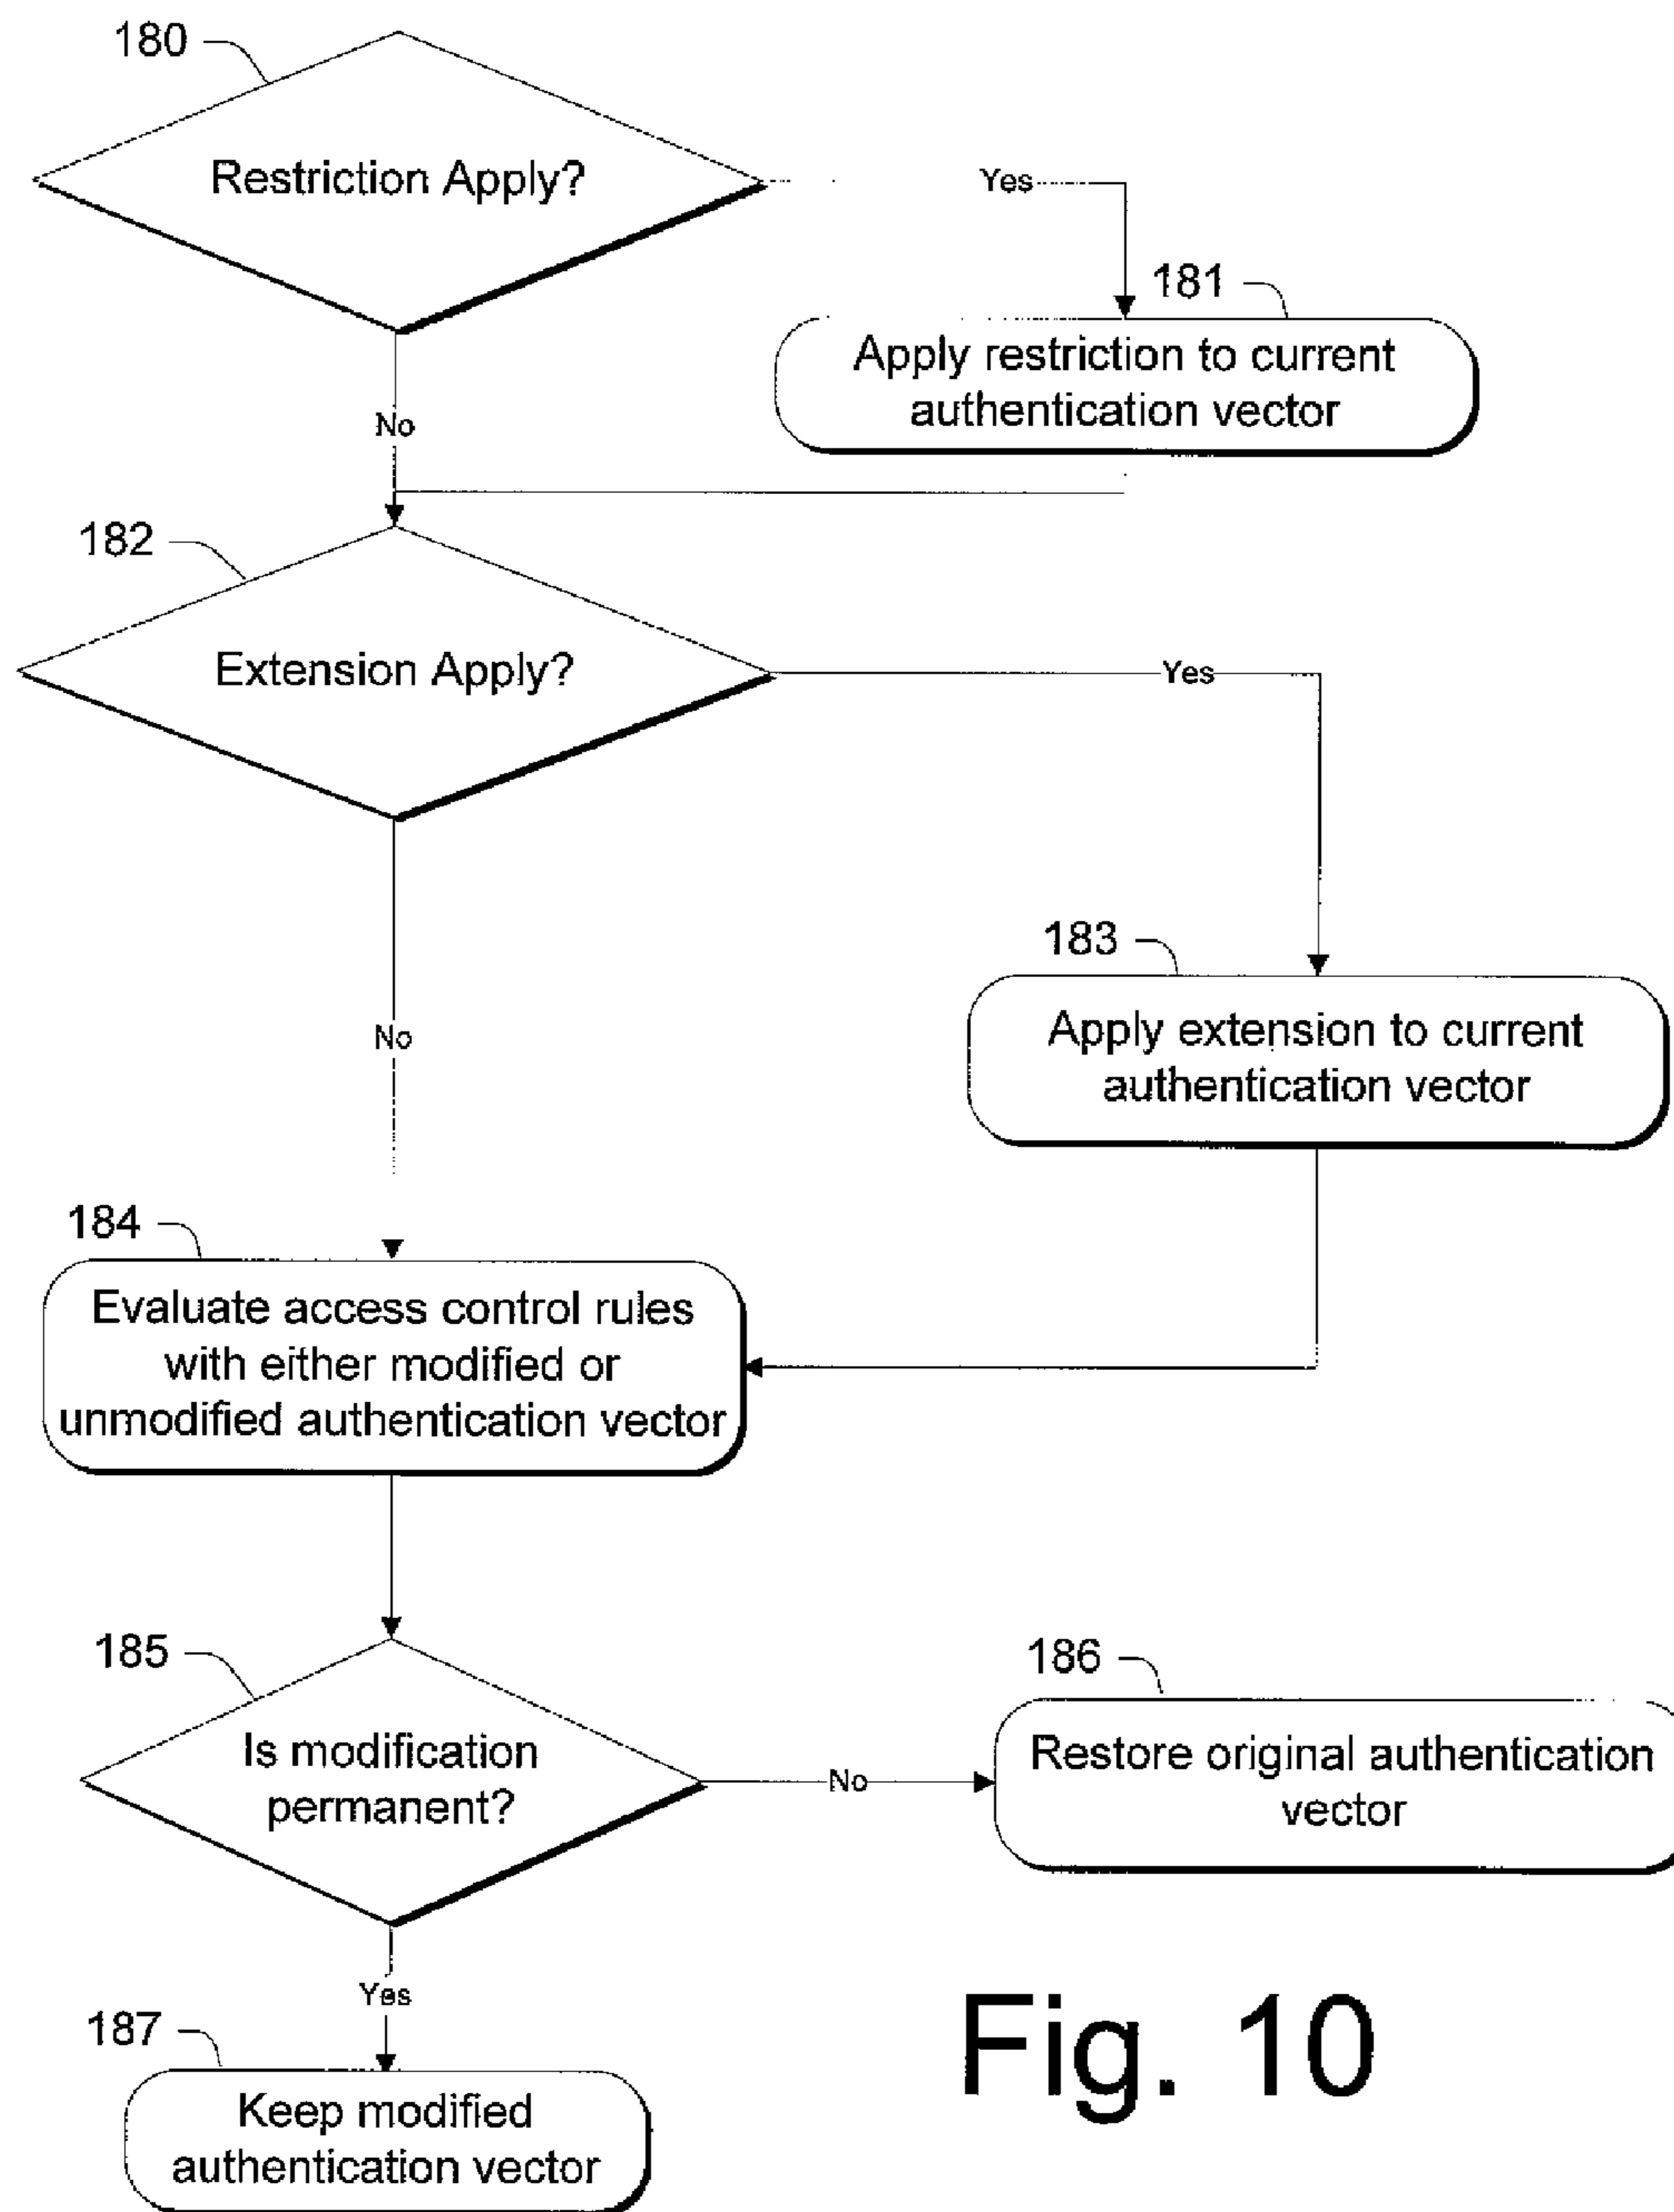 180
Restriction Apply?
Yes
181
Apply restriction to current
authentication vector
No
182
Extension Apply?
Yes
183
Apply extension to current
authentication vector
No
184
Evaluate access control rules
with either modified or
unmodified authentication vector
185
Is modification
permanent?
No
186
Restore original authentication
vector
Yes
187
Keep modified
authentication vector
Fig. 10